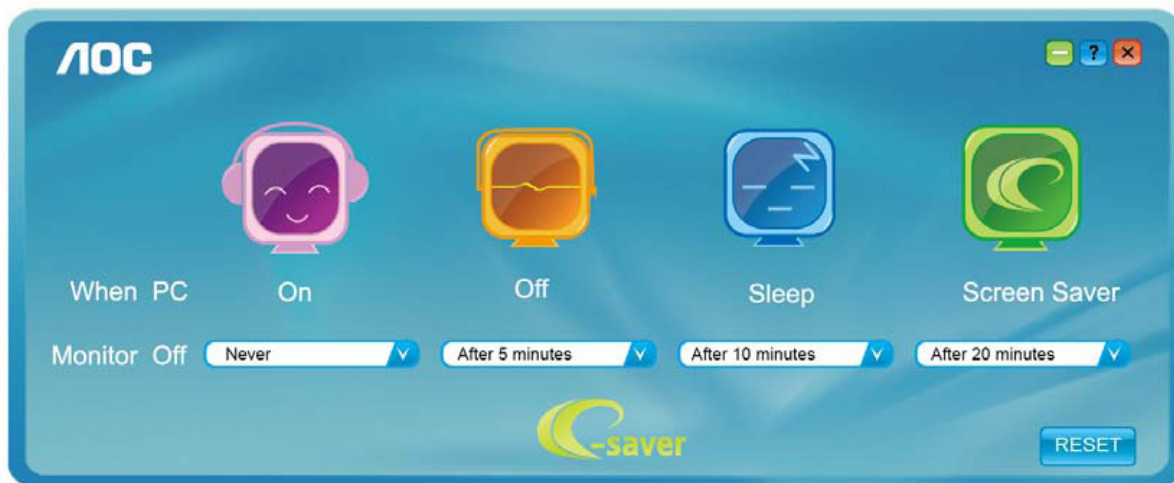 AOC
?
When PC On Off Sleep Screen Saver
Monitor Off Never After 5 minutes After 10 minutes After 20 minutes
e-saver
RESET